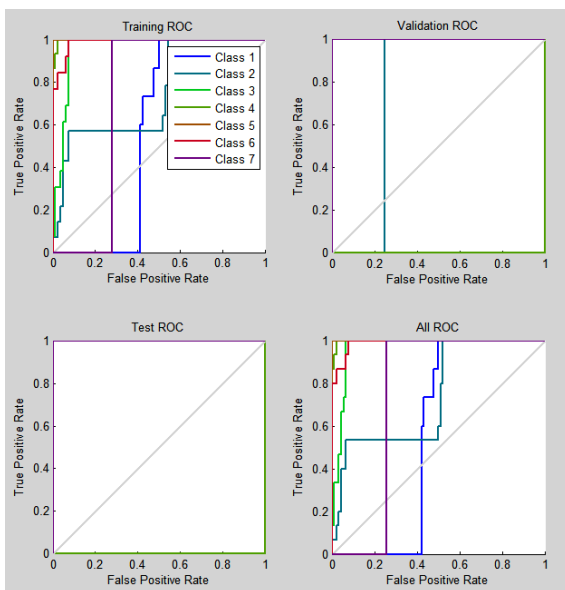 Training ROC
1
0.8
0.6
0.4
0.2
0
True Positive Rate
0 0.2 0.4 0.6 0.8 1
False Positive Rate
Class 1
Class 2
Class 3
Class 4
Class 5
Class 6
Class 7
Validation ROC
1
0.8
0.6
0.4
0.2
0
True Positive Rate
0 0.2 0.4 0.6 0.8 1
False Positive Rate
Test ROC
1
0.8
0.6
0.4
0.2
0
True Positive Rate
0 0.2 0.4 0.6 0.8 1
False Positive Rate
All ROC
1
0.8
0.6
0.4
0.2
0
True Positive Rate
0 0.2 0.4 0.6 0.8 1
False Positive Rate